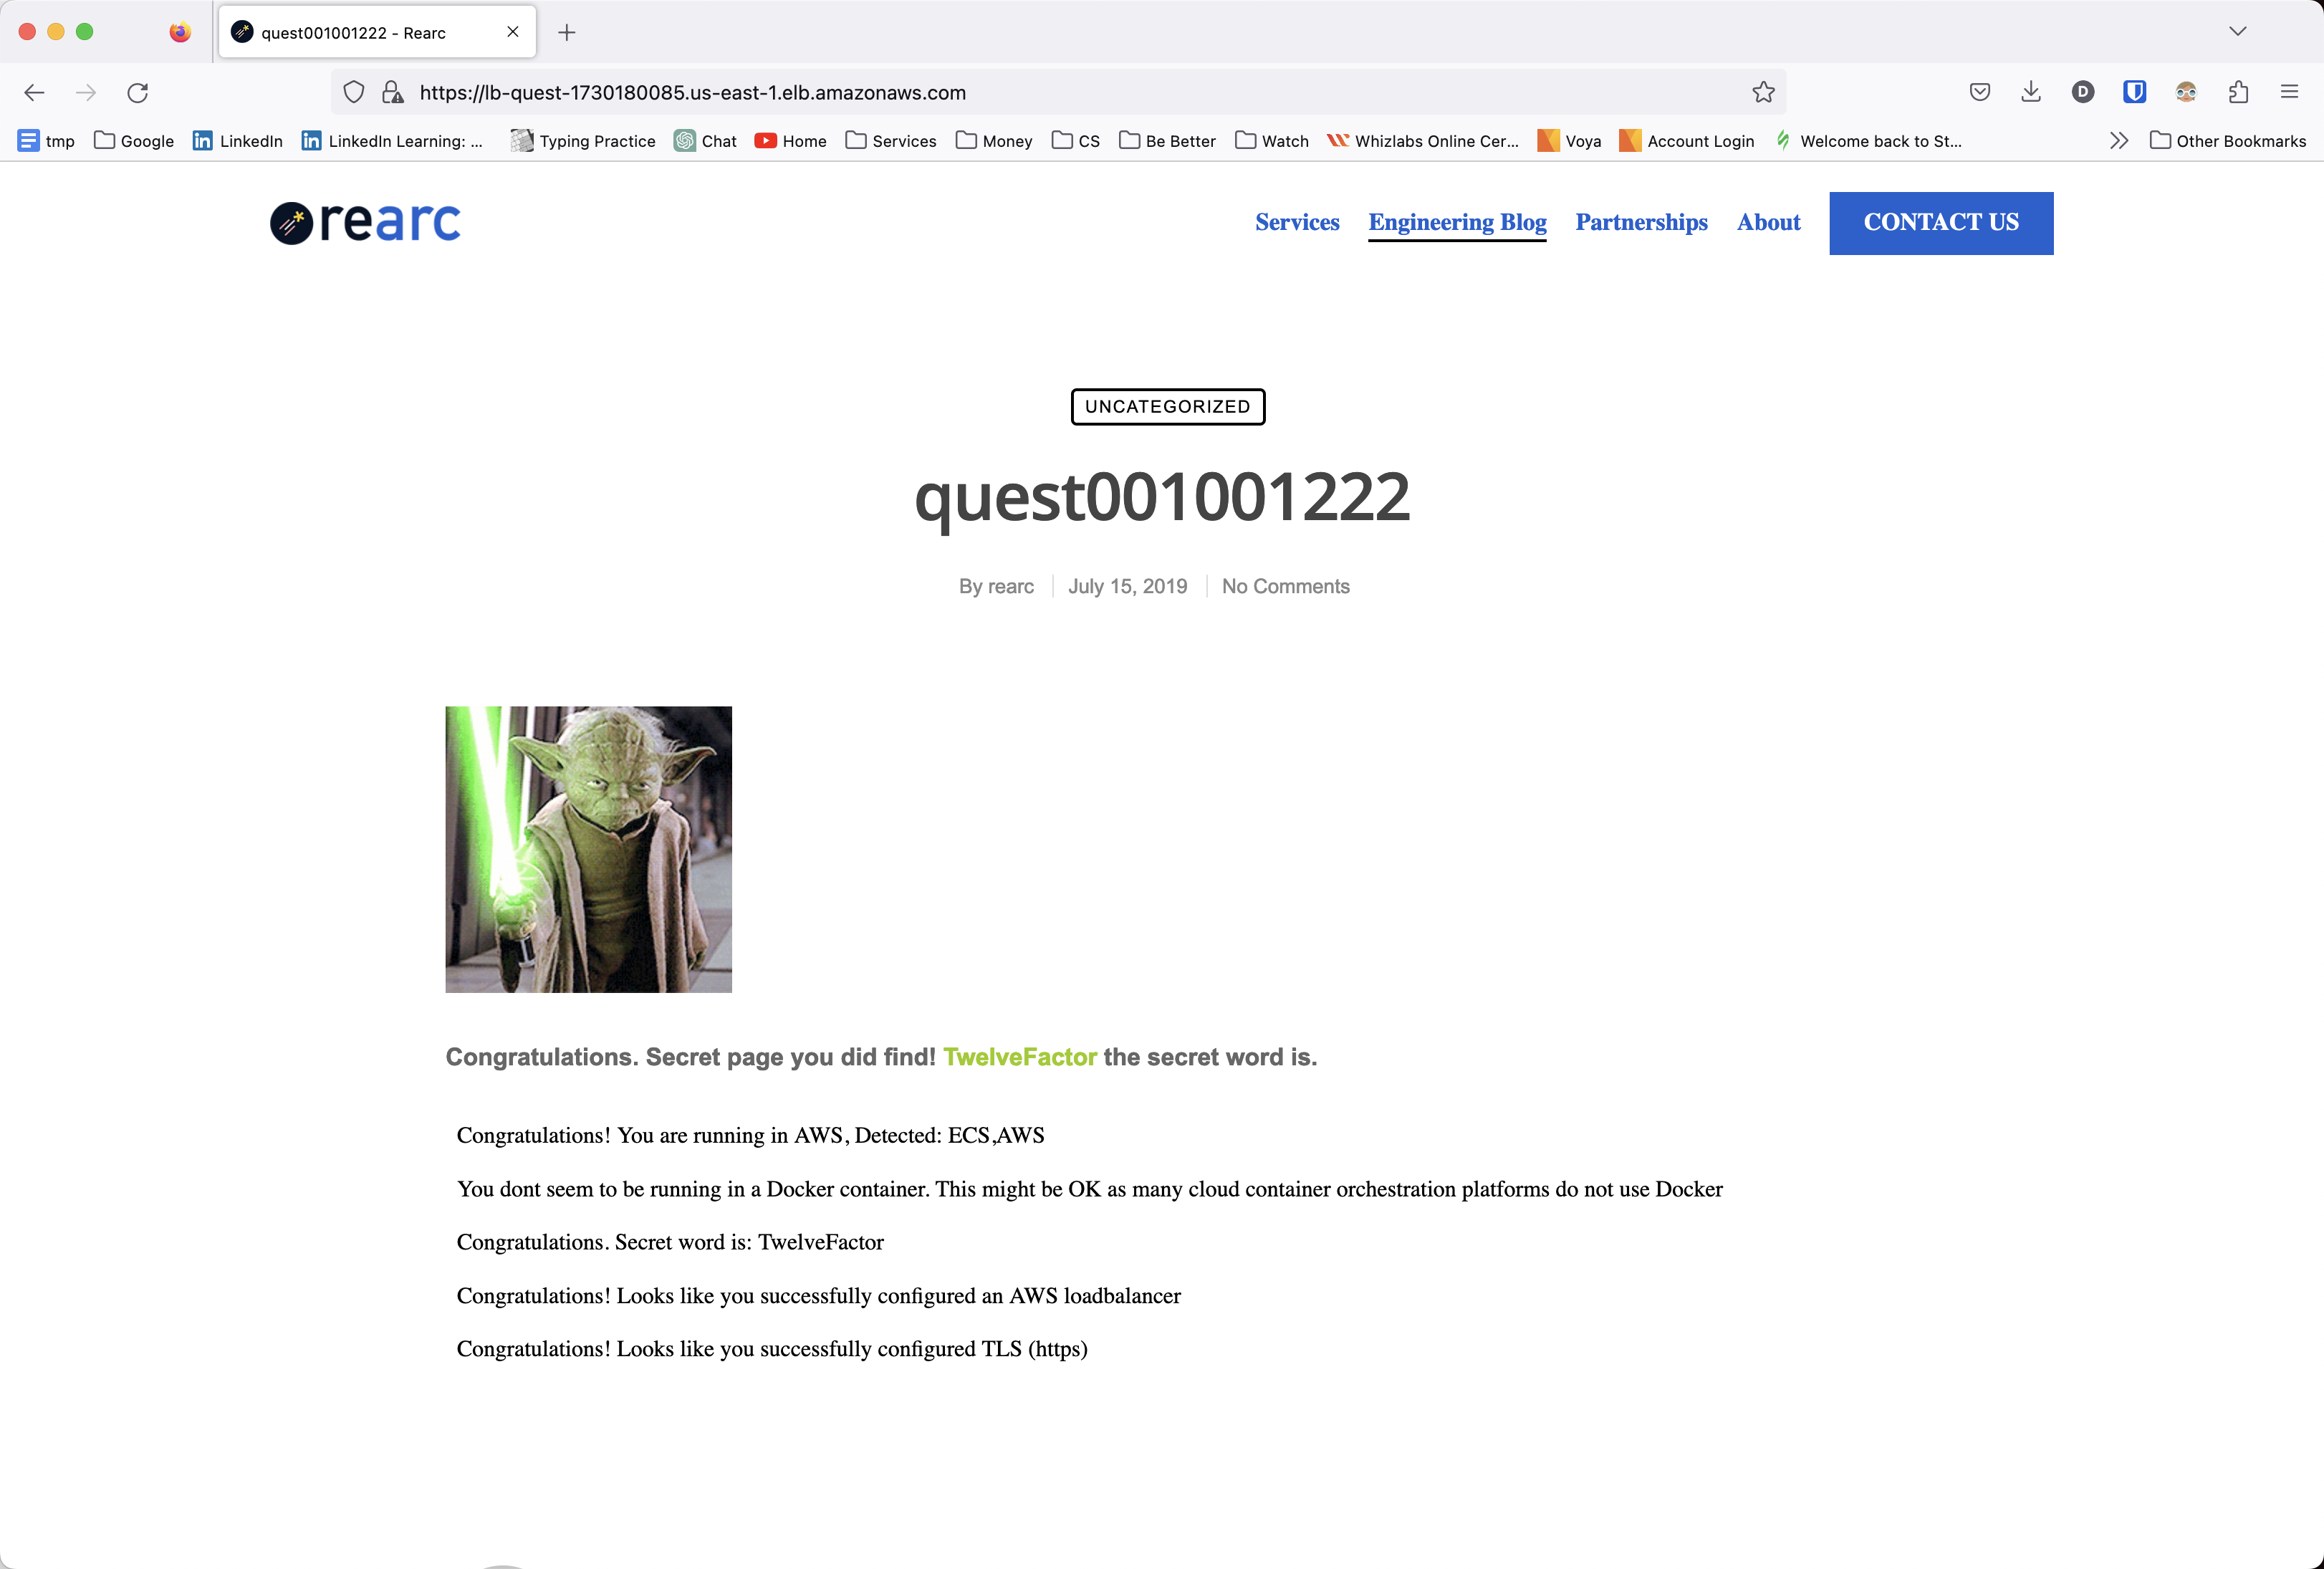 quest001001222 - Rearc
https://lb-quest-1730180085.us-east-1.elb.amazonaws.com
D
tmp Google LinkedIn LinkedIn Learning: ... Typing Practice Chat Home Services Money CS Be Better Watch Whizlabs Online Cer... Voya Account Login Welcome back to St... Other Bookmarks
rearc Services Engineering Blog Partnerships About CONTACT US
UNCATEGORIZED
quest001001222
By rearc July 15, 2019 No Comments
Congratulations. Secret page you did find! TwelveFactor the secret word is.
Congratulations! You are running in AWS, Detected: ECS,AWS
You dont seem to be running in a Docker container. This might be OK as many cloud container orchestration platforms do not use Docker
Congratulations. Secret word is: TwelveFactor
Congratulations! Looks like you successfully configured an AWS loadbalancer
Congratulations! Looks like you successfully configured TLS (https)